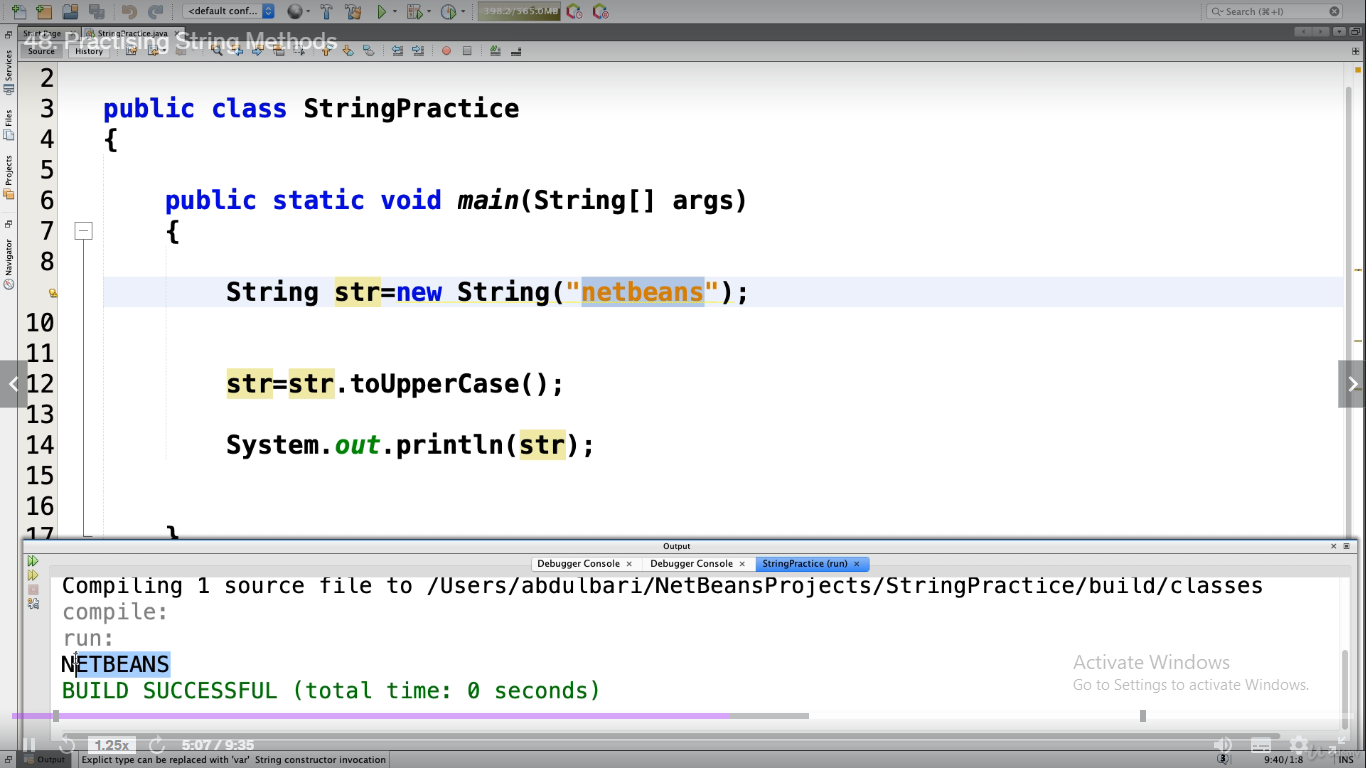 <default conf...
396.2/565.0MB
Search (⌘+I)
Start Page
StringPractice.java
48. Practising String Methods
Source
History
Services
Files
Projects
Navigator
2
3 public class StringPractice
4 {
5
6 public static void main(String[] args)
7 {
8
String str=new String("netbeans");
10
11
12 str=str.toUpperCase();
13
14 System.out.println(str);
15
16
17 }
Output
Debugger Console × Debugger Console × StringPractice (run) ×
Compiling 1 source file to /Users/abdulbari/NetBeansProjects/StringPractice/build/classes
compile:
run:
NETBEANS
BUILD SUCCESSFUL (total time: 0 seconds)
Activate Windows
Go to Settings to activate Windows.
1.25x 5:07 / 9:35
Output
Explicit type can be replaced with 'var' String constructor invocation
3
9:40/1:8
INS